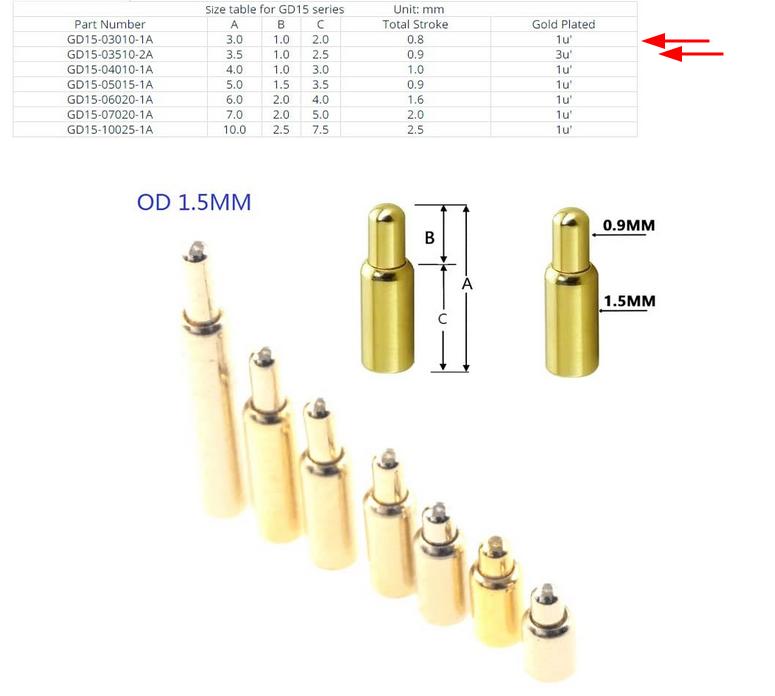 Size table for GD15 series Unit: mm
Part Number A B C Total Stroke Gold Plated
GD15-03010-1A 3.0 1.0 2.0 0.8 1u'
GD15-03510-2A 3.5 1.0 2.5 0.9 3u'
GD15-04010-1A 4.0 1.0 3.0 1.0 1u'
GD15-05015-1A 5.0 1.5 3.5 0.9 1u'
GD15-06020-1A 6.0 2.0 4.0 1.6 1u'
GD15-07020-1A 7.0 2.0 5.0 2.0 1u'
GD15-10025-1A 10.0 2.5 7.5 2.5 1u'
OD 1.5MM
B
A
C
0.9MM
1.5MM